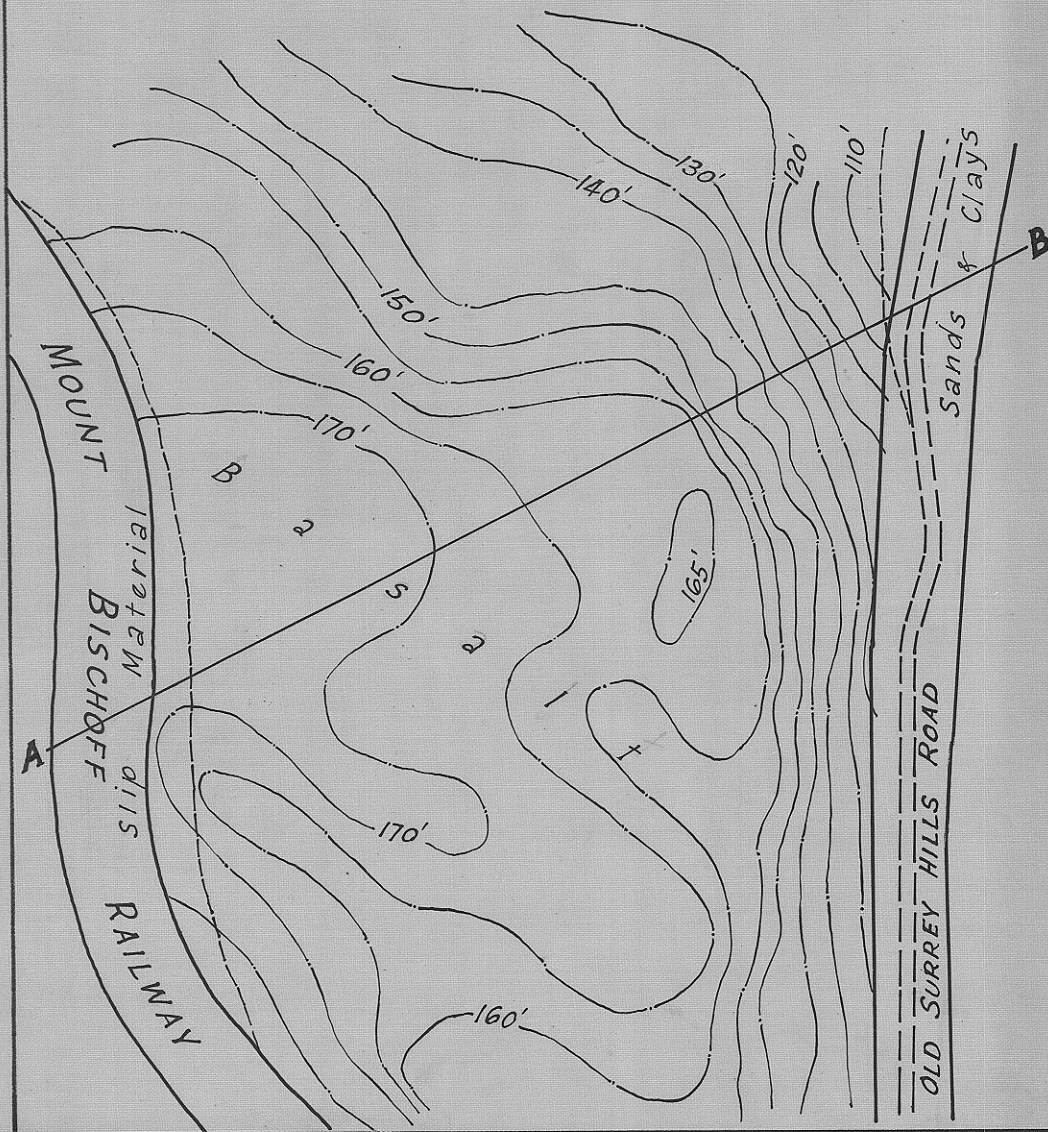 110'
120'
130'
140'
150'
160'
170'
165'
170'
160'
A
B
MOUNT
BISCHOFF
RAILWAY
Slip Material
Basalt
Sands & Clays
OLD SURREY HILLS ROAD